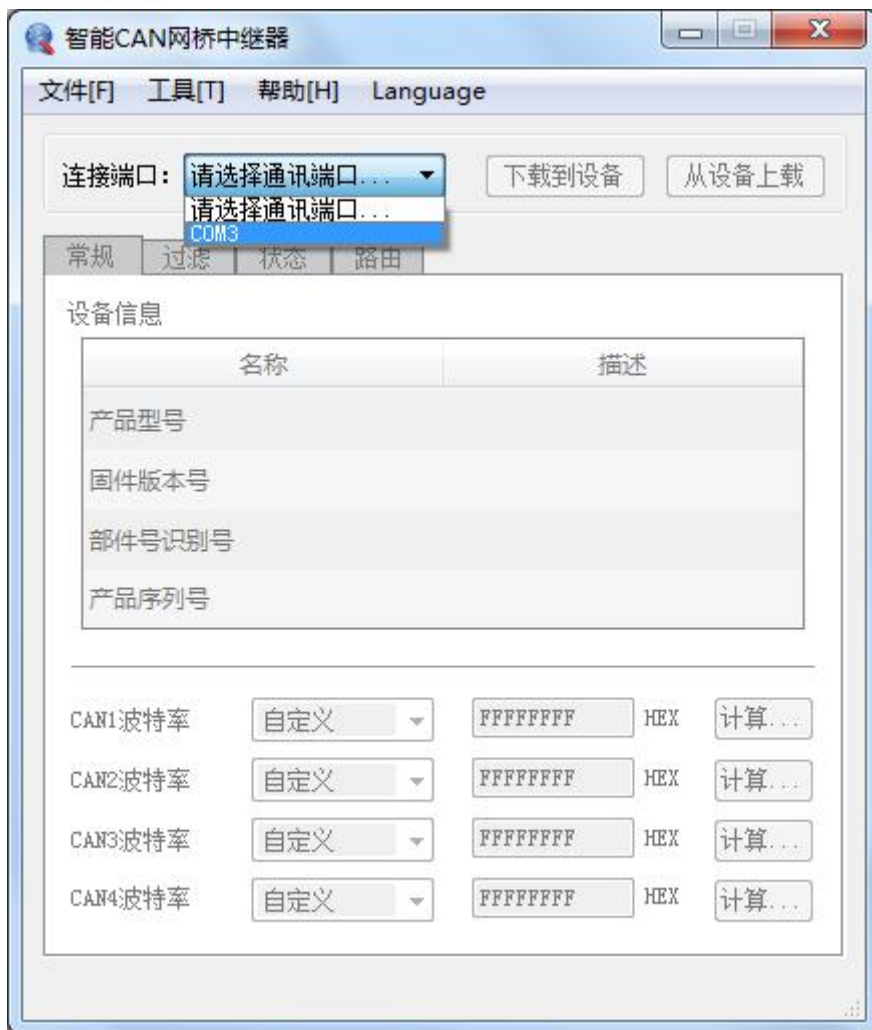 智能CAN网桥中继器
文件[F] 工具[T] 帮助[H] Language
连接端口: 请选择通讯端口... 下载到设备 从设备上载
请选择通讯端口...
COM3
常规 过滤 状态 路由
设备信息
名称 描述
产品型号
固件版本号
部件号识别号
产品序列号
CAN1波特率 自定义 FFFFFFFF HEX 计算...
CAN2波特率 自定义 FFFFFFFF HEX 计算...
CAN3波特率 自定义 FFFFFFFF HEX 计算...
CAN4波特率 自定义 FFFFFFFF HEX 计算...